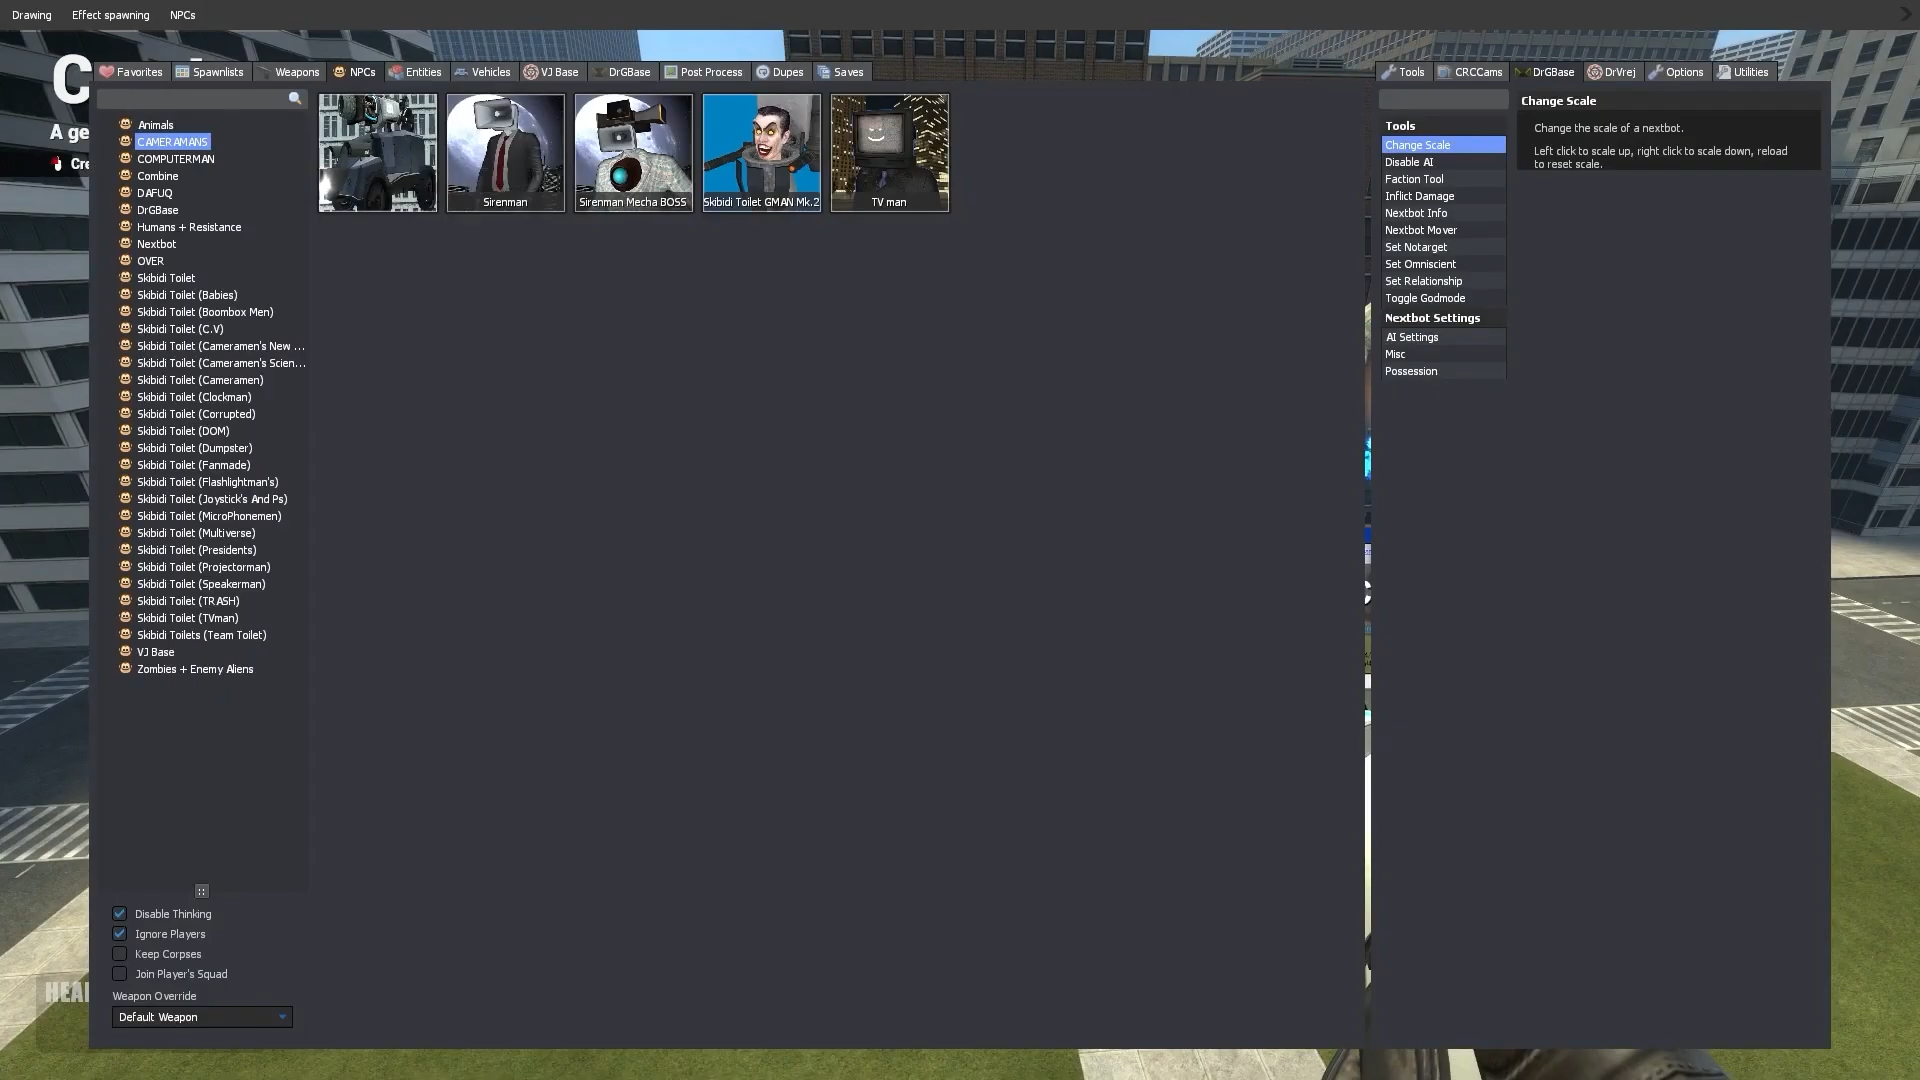 Drawing
Effect spawning
NPCs
Favorites
Spawnlists
Weapons
NPCs
Entities
Vehicles
VJ Base
DrGBase
Post Process
Dupes
Saves
Tools
CRCCams
DrGBase
DrVrej
Options
Utilities
C
A ge
Cre
Animals
CAMERAMANS
COMPUTERMAN
Combine
DAFUQ
DrGBase
Humans + Resistance
Nextbot
OVER
Skibidi Toilet
Skibidi Toilet (Babies)
Skibidi Toilet (Boombox Men)
Skibidi Toilet (C.V)
Skibidi Toilet (Cameramen's New ...
Skibidi Toilet (Cameramen's Scien...
Skibidi Toilet (Cameramen)
Skibidi Toilet (Clockman)
Skibidi Toilet (Corrupted)
Skibidi Toilet (DOM)
Skibidi Toilet (Dumpster)
Skibidi Toilet (Fanmade)
Skibidi Toilet (Flashlightman's)
Skibidi Toilet (Joystick's And Ps)
Skibidi Toilet (MicroPhonemen)
Skibidi Toilet (Multiverse)
Skibidi Toilet (Presidents)
Skibidi Toilet (Projectorman)
Skibidi Toilet (Speakerman)
Skibidi Toilet (TRASH)
Skibidi Toilet (TVman)
Skibidi Toilets (Team Toilet)
VJ Base
Zombies + Enemy Aliens
Disable Thinking
Ignore Players
Keep Corpses
Join Player's Squad
Weapon Override
Default Weapon
HEAL
Sirenman
Sirenman Mecha BOSS
Skibidi Toilet GMAN Mk.2
TV man
Tools
Change Scale
Disable AI
Faction Tool
Inflict Damage
Nextbot Info
Nextbot Mover
Set Notarget
Set Omniscient
Set Relationship
Toggle Godmode
Nextbot Settings
AI Settings
Misc
Possession
Change Scale
Change the scale of a nextbot.
Left click to scale up, right click to scale down, reload
to reset scale.